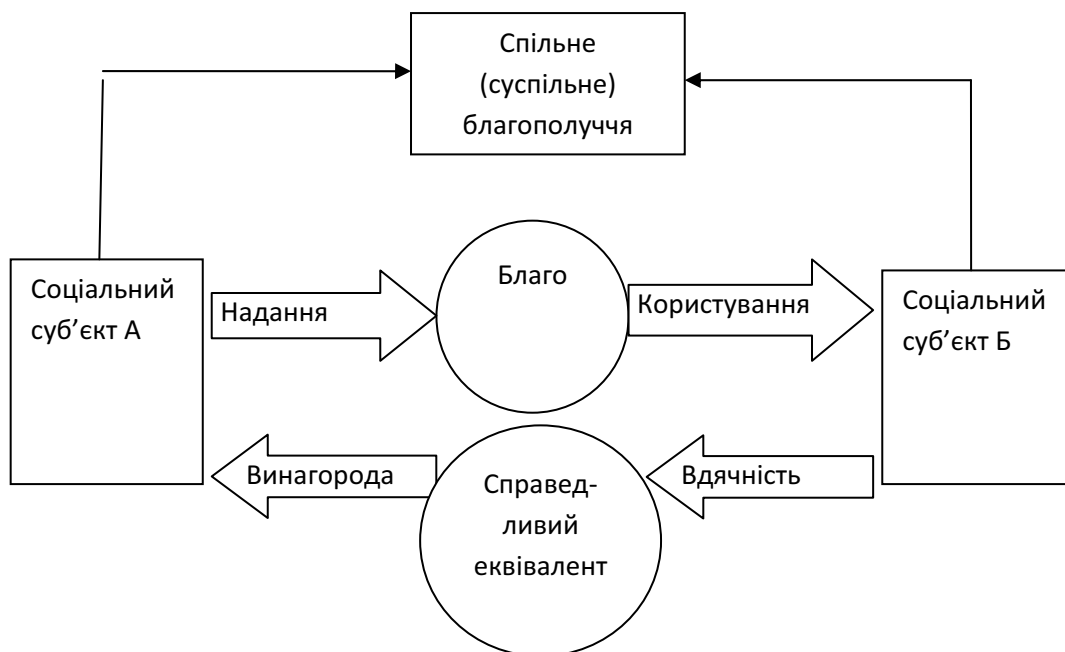 Спільне
(суспільне)
благополуччя
Соціальний
суб’єкт А
Надання
Благо
Користування
Соціальний
суб’єкт Б
Винагорода
Справед-
ливий
еквівалент
Вдячність